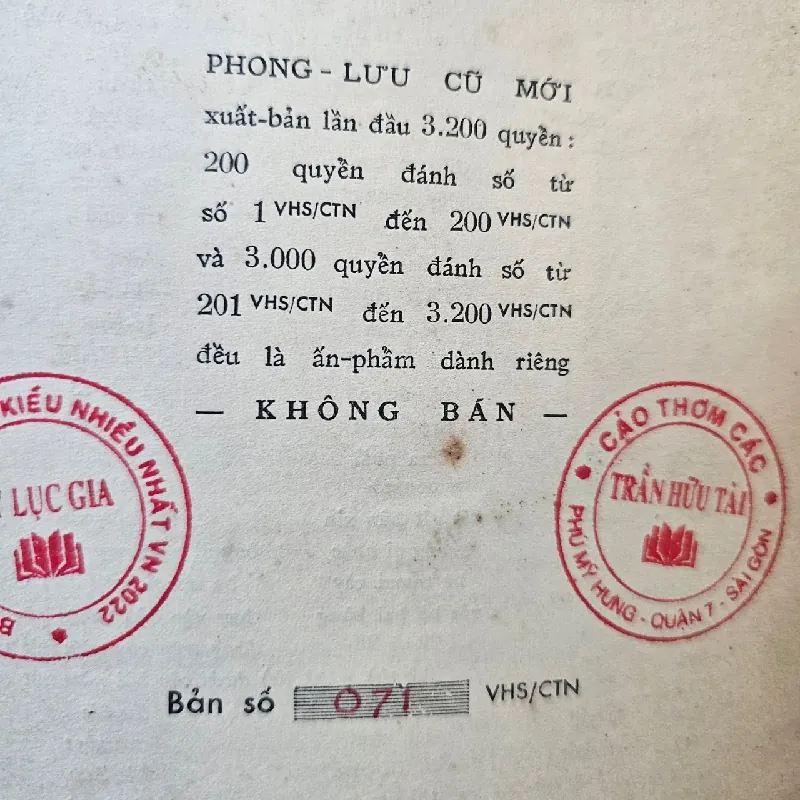 PHONG - LƯU CŨ MỚI
xuất-bản lần đầu 3.200 quyển :
200 quyển đánh số từ
số 1 VHS/CTN đến 200 VHS/CTN
và 3.000 quyển đánh số từ
201 VHS/CTN đến 3.200 VHS/CTN
đều là ấn-phẩm dành riêng
— KHÔNG BÁN —
KIỀU NHIỀU NHẤT VN 2022
LỤC GIA
CẢO THƠM CÁC
TRẦN HỮU TÀI
PHÚ MỸ HƯNG - QUẬN 7 - SÀI GÒN
Bản số 071 VHS/CTN